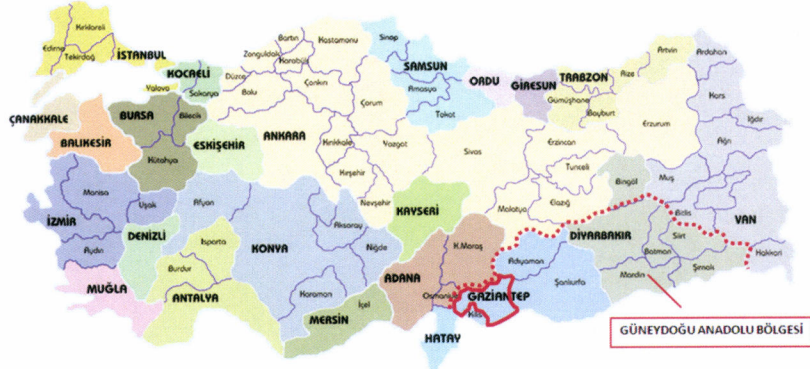 Kırklareli
Edirne
Tekirdağ
İSTANBUL
KOCAELİ
Yalova
Sakarya
Düzce
Bolu
Zonguldak
Bartın
Karabük
Kastamonu
Çankırı
Sinop
SAMSUN
Amasya
Tokat
Çorum
ORDU
GİRESUN
TRABZON
Gümüşhane
Rize
Bayburt
Artvin
Ardahan
Kars
Iğdır
Ağrı
Erzurum
Erzincan
Tunceli
Bingöl
Muş
Bitlis
VAN
Hakkari
ÇANAKKALE
BALIKESİR
BURSA
Bilecik
Kütahya
ESKİŞEHİR
ANKARA
Kırıkkale
Kırşehir
Yozgat
Sivas
Nevşehir
KAYSERİ
Malatya
Elazığ
DİYARBAKIR
Siirt
Batman
Mardin
Şırnak
İZMİR
Manisa
Uşak
Aydın
DENİZLİ
Afyon
Isparta
Burdur
MUĞLA
ANTALYA
KONYA
Aksaray
Niğde
Karaman
İçel
MERSİN
ADANA
K.Maraş
Osmaniye
Adıyaman
GAZİANTEP
Kilis
Şanlıurfa
HATAY
GÜNEYDOĞU ANADOLU BÖLGESİ